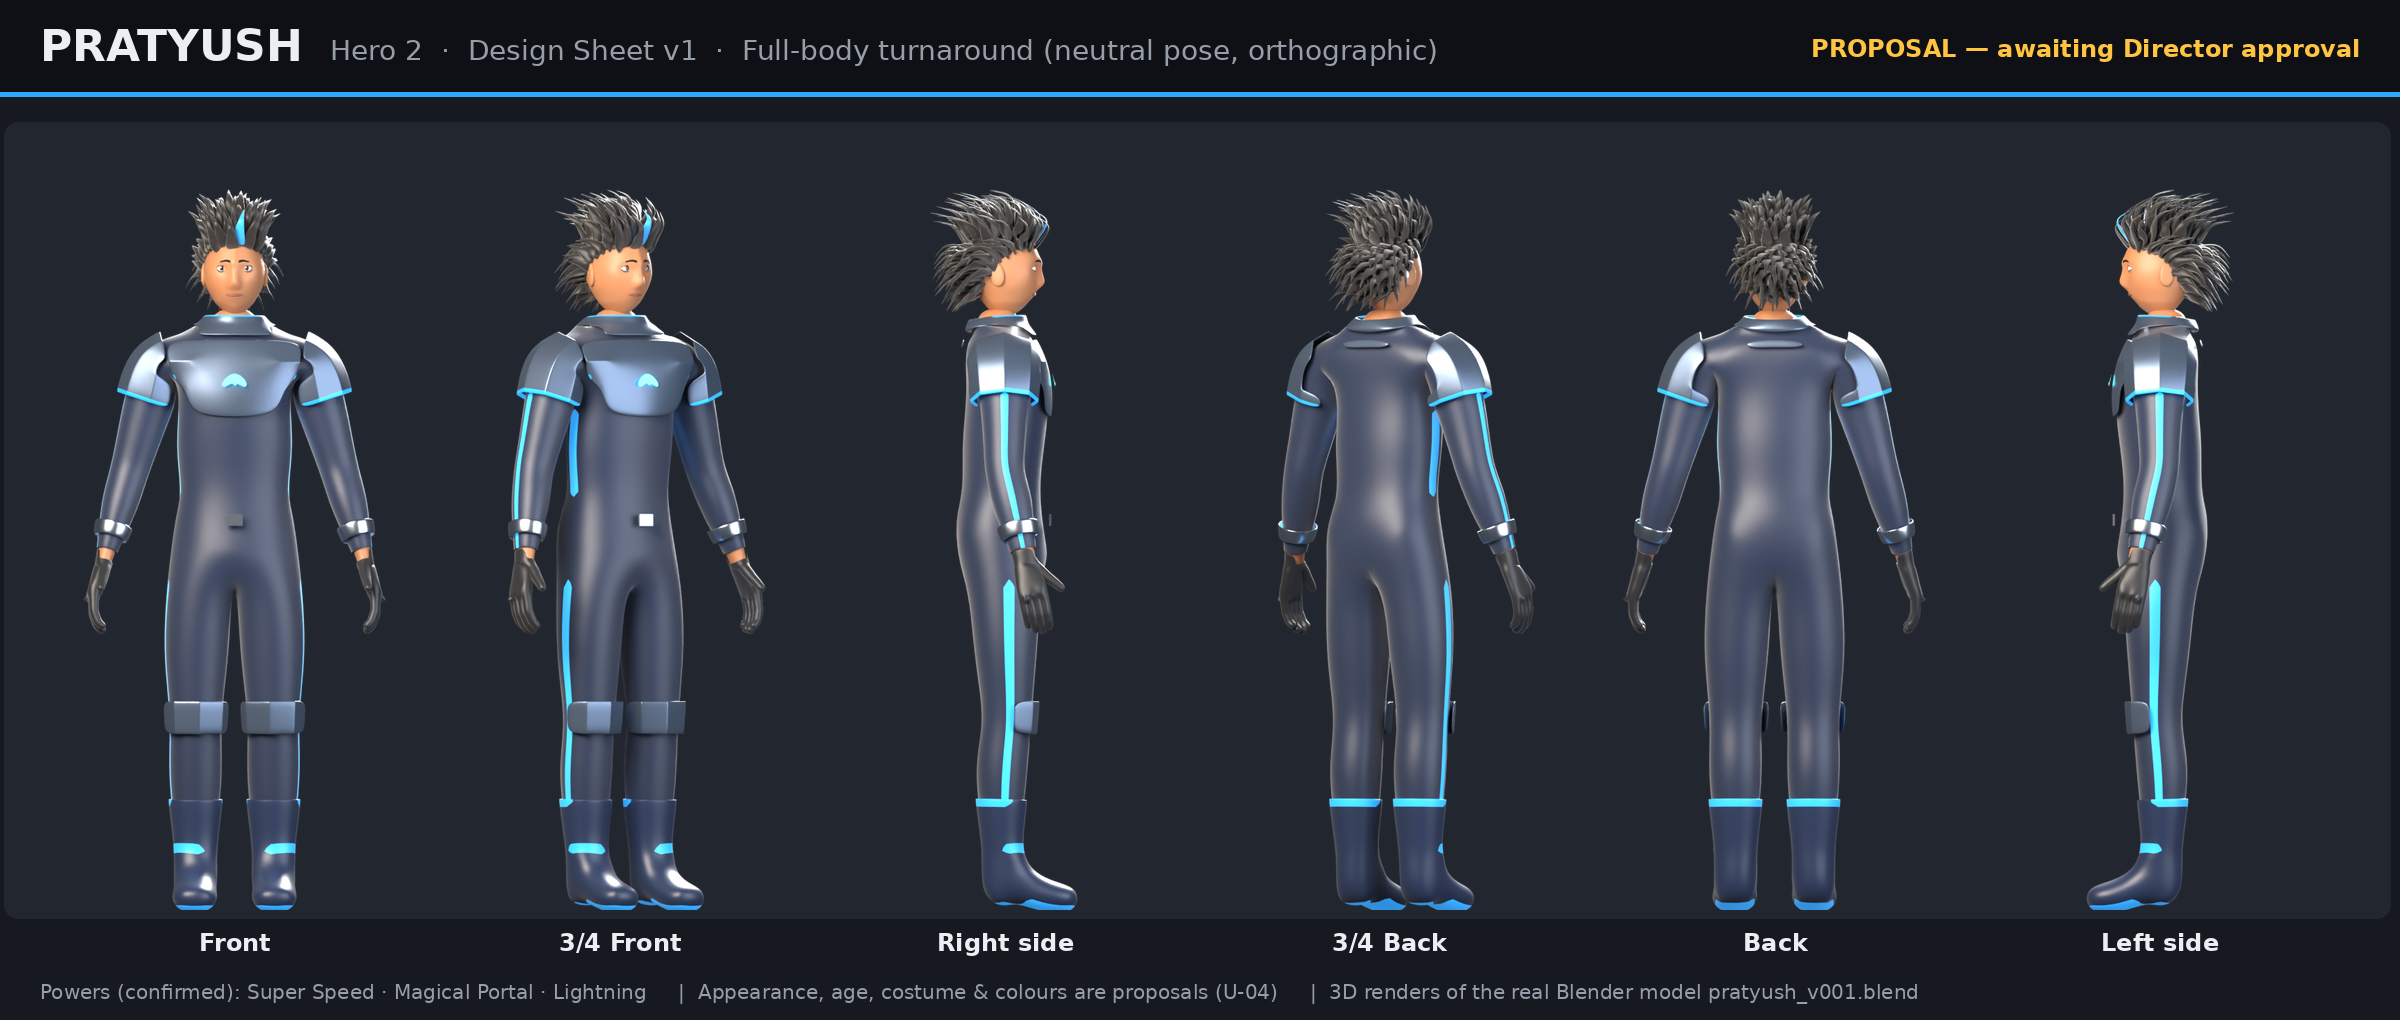 PRATYUSH Hero 2 · Design Sheet v1 · Full-body turnaround (neutral pose, orthographic) PROPOSAL — awaiting Director approval
Front 3/4 Front Right side 3/4 Back Back Left side
Powers (confirmed): Super Speed · Magical Portal · Lightning | Appearance, age, costume & colours are proposals (U-04) | 3D renders of the real Blender model pratyush_v001.blend